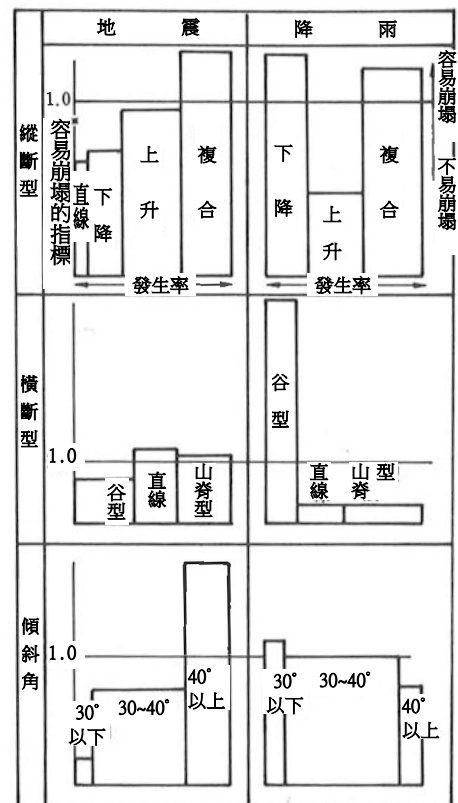 地震
降雨
縱斷型
1.0
容易崩塌的指標
直線
下降
上升
複合
發生率
下降
上升
複合
發生率
容易崩塌
不易崩塌
橫斷型
1.0
谷型
直線
山脊型
谷型
直線
山脊型
傾斜角
1.0
30°以下
30~40°
40°以上
30°以下
30~40°
40°以上